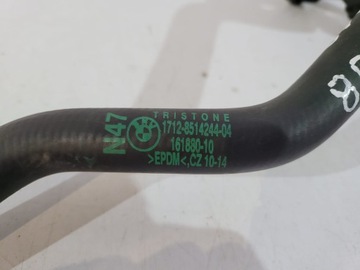 N47
TRISTONE
1712-8514244-04
161880-10
>EPDM<,CZ 10-14